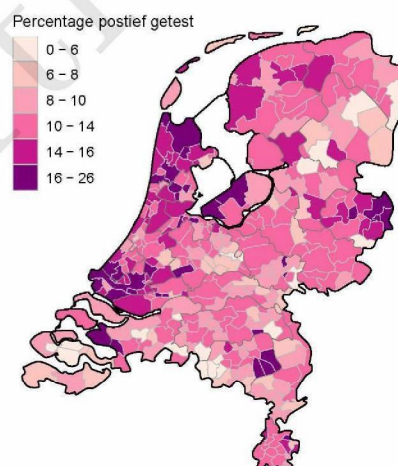 Percentage postief getest
0 – 6
6 – 8
8 – 10
10 – 14
14 – 16
16 – 26